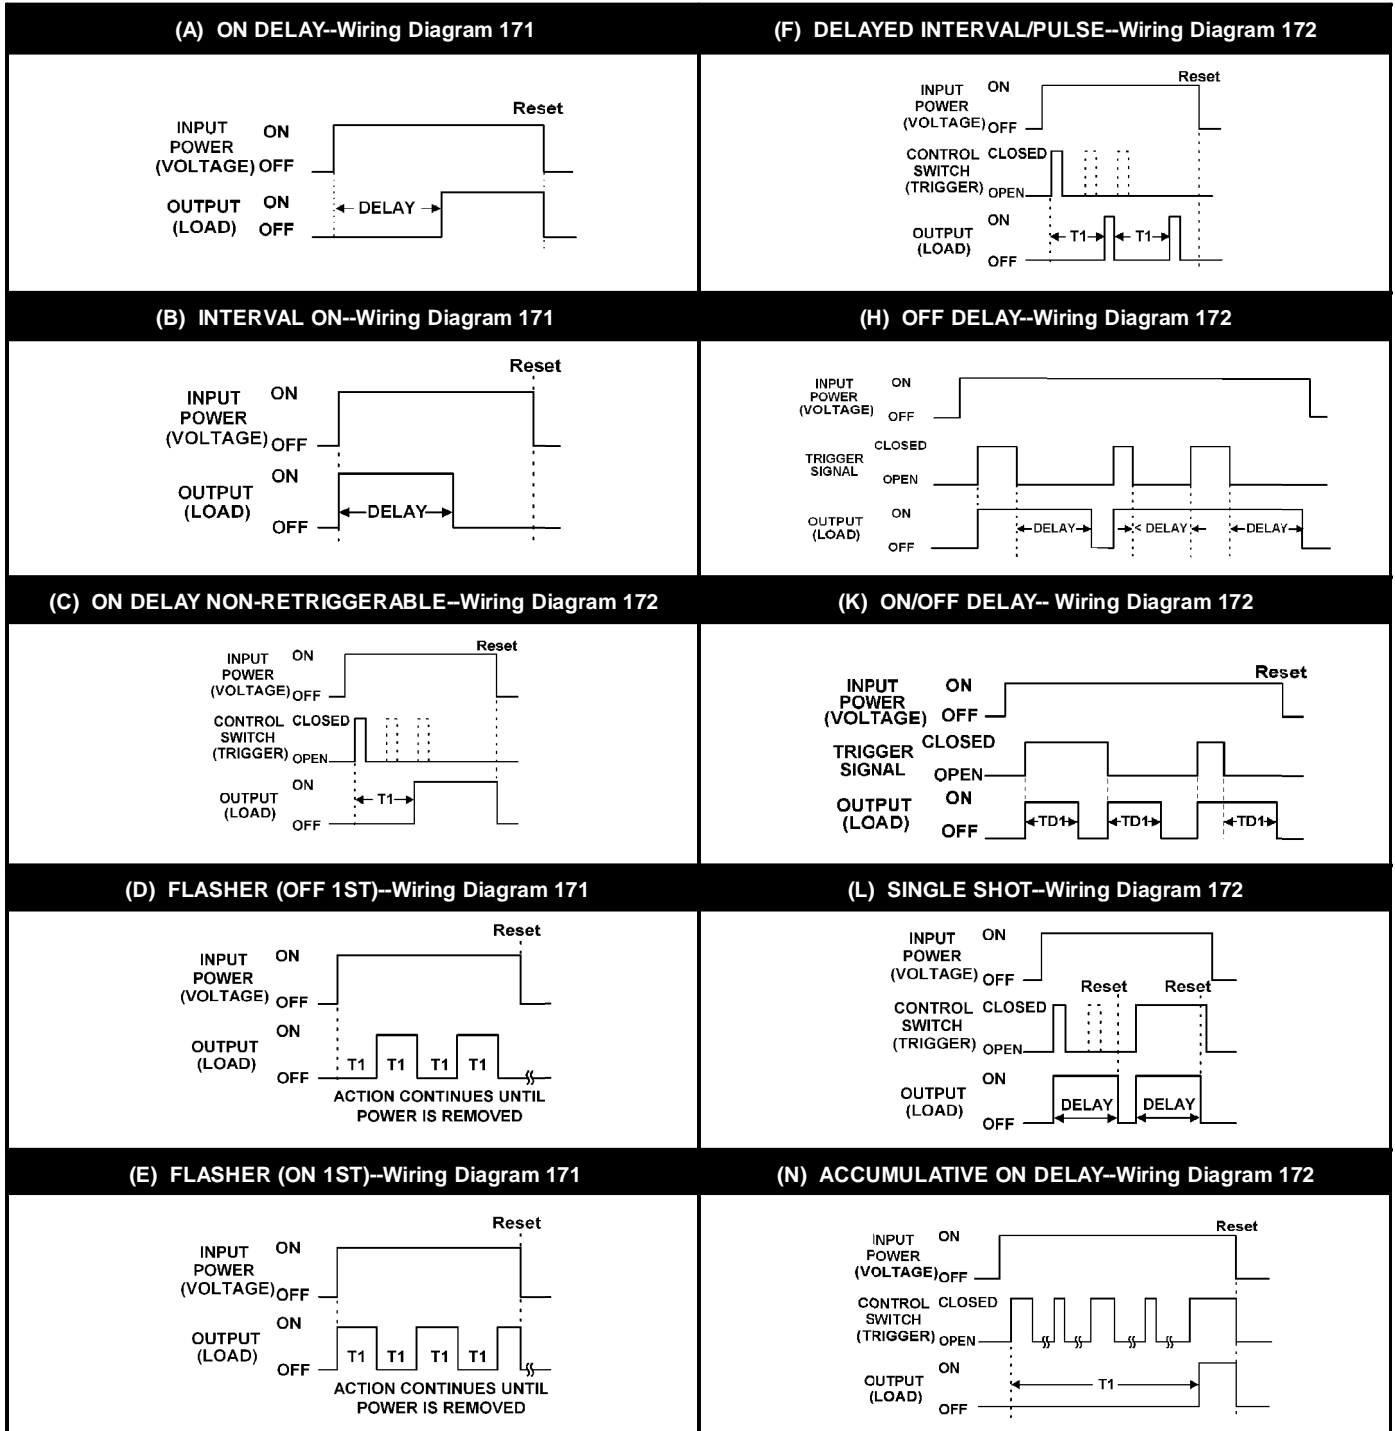 (A) ON DELAY--Wiring Diagram 171
Reset
INPUT ON
POWER
(VOLTAGE) OFF
OUTPUT ON
(LOAD) OFF
DELAY
(B) INTERVAL ON--Wiring Diagram 171
Reset
INPUT ON
POWER
(VOLTAGE) OFF
ON
OUTPUT
(LOAD)
OFF
DELAY
(C) ON DELAY NON-RETRIGGERABLE--Wiring Diagram 172
Reset
INPUT ON
POWER
(VOLTAGE) OFF
CONTROL CLOSED
SWITCH
(TRIGGER) OPEN
ON
OUTPUT
(LOAD)
OFF
T1
(D) FLASHER (OFF 1ST)--Wiring Diagram 171
Reset
INPUT ON
POWER
(VOLTAGE) OFF
ON
OUTPUT
(LOAD)
OFF
T1 T1 T1 T1
ACTION CONTINUES UNTIL
POWER IS REMOVED
(E) FLASHER (ON 1ST)--Wiring Diagram 171
Reset
INPUT ON
POWER
(VOLTAGE) OFF
ON
OUTPUT
(LOAD)
OFF
T1 T1 T1 T1
ACTION CONTINUES UNTIL
POWER IS REMOVED
(F) DELAYED INTERVAL/PULSE--Wiring Diagram 172
Reset
INPUT ON
POWER
(VOLTAGE) OFF
CONTROL CLOSED
SWITCH
(TRIGGER) OPEN
ON
OUTPUT
(LOAD)
OFF
T1 T1
(H) OFF DELAY--Wiring Diagram 172
INPUT ON
POWER
(VOLTAGE)
OFF
CLOSED
TRIGGER
SIGNAL
OPEN
ON
OUTPUT
(LOAD)
OFF
DELAY < DELAY DELAY
(K) ON/OFF DELAY-- Wiring Diagram 172
Reset
INPUT ON
POWER
(VOLTAGE) OFF
CLOSED
TRIGGER
SIGNAL
OPEN
ON
OUTPUT
(LOAD)
OFF
TD1 TD1 TD1
(L) SINGLE SHOT--Wiring Diagram 172
INPUT ON
POWER
(VOLTAGE) OFF
Reset Reset
CONTROL CLOSED
SWITCH
(TRIGGER) OPEN
ON
OUTPUT
(LOAD)
OFF
DELAY DELAY
(N) ACCUMULATIVE ON DELAY--Wiring Diagram 172
Reset
INPUT ON
POWER
(VOLTAGE) OFF
CONTROL CLOSED
SWITCH
(TRIGGER) OPEN
ON
OUTPUT
(LOAD)
OFF
T1